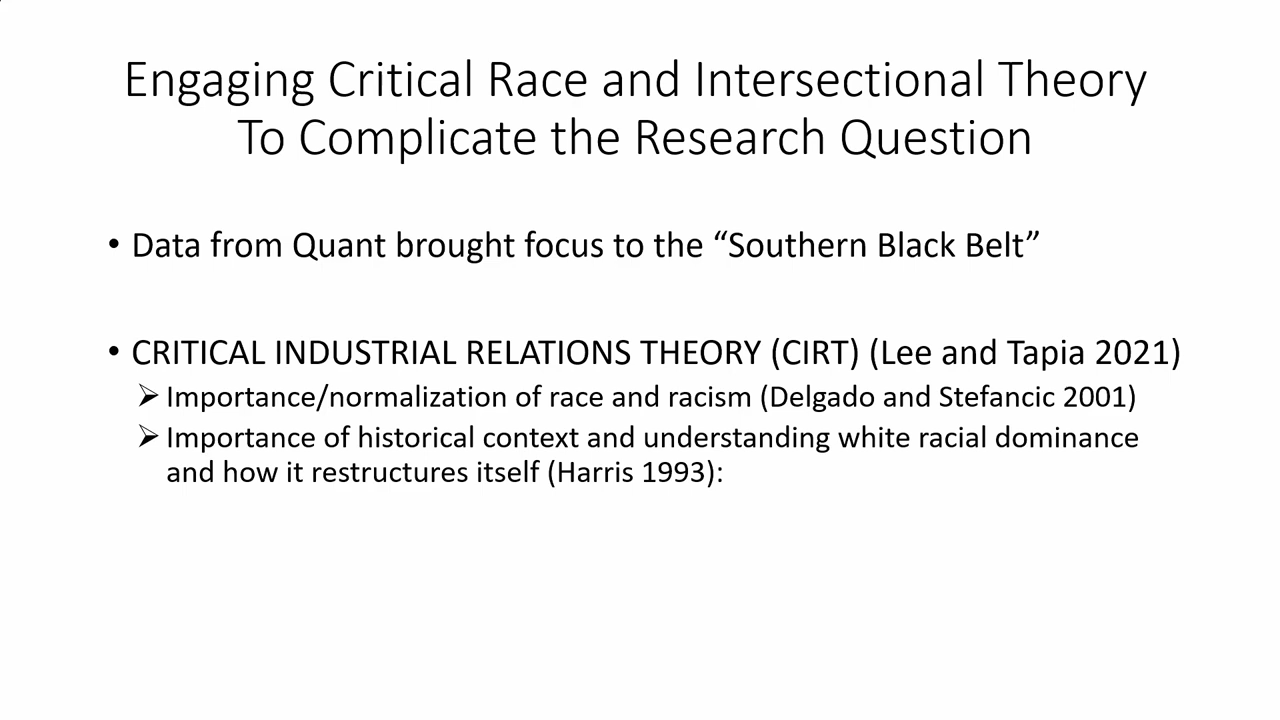 Engaging Critical Race and Intersectional Theory
To Complicate the Research Question
• Data from Quant brought focus to the “Southern Black Belt”
• CRITICAL INDUSTRIAL RELATIONS THEORY (CIRT) (Lee and Tapia 2021)
➢ Importance/normalization of race and racism (Delgado and Stefancic 2001)
➢ Importance of historical context and understanding white racial dominance
and how it restructures itself (Harris 1993):